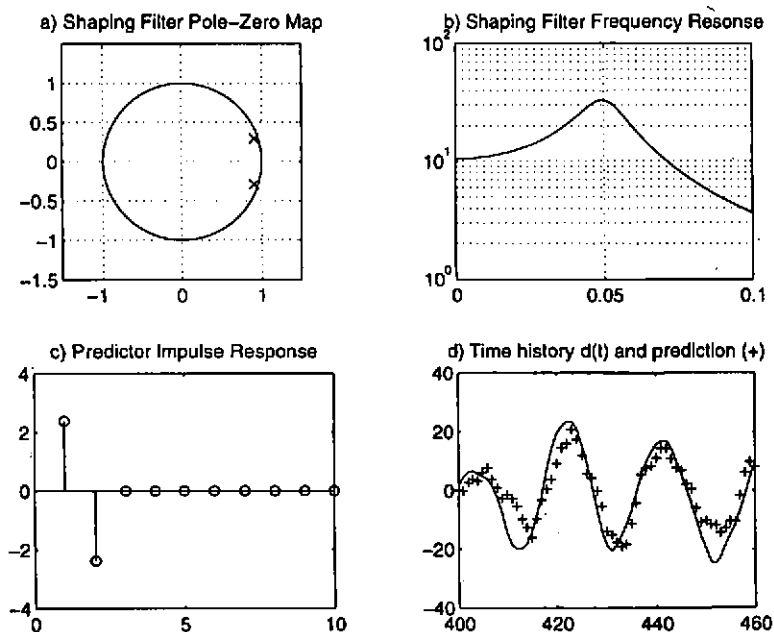 a) Shaping Filter Pole-Zero Map
1
0.5
0
-0.5
-1
-1.5
-1 0 1
b) Shaping Filter Frequency Resonse
10^2
10^1
10^0
0 0.05 0.1
c) Predictor Impulse Response
4
2
0
-2
-4
0 5 10
d) Time history d(t) and prediction (+)
40
20
0
-20
-40
400 420 440 460